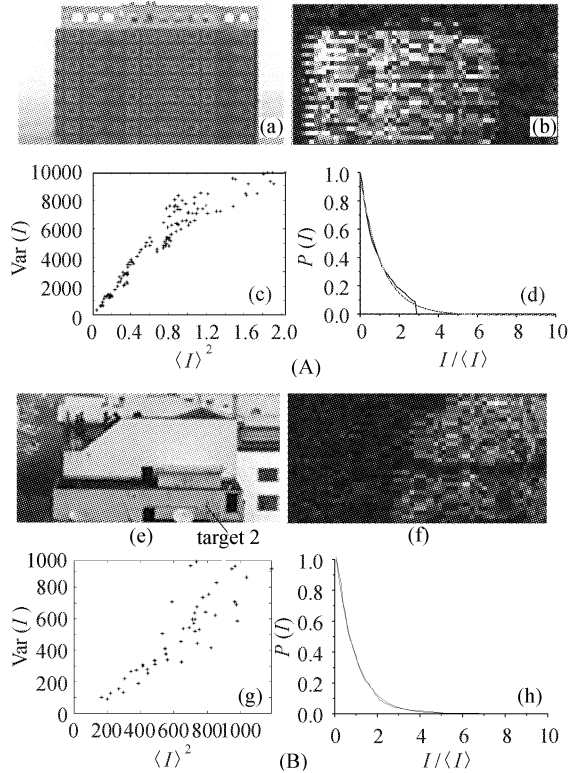 (a)
(b)
Var (I)
10000
8000
6000
4000
2000
0
0 0.4 0.8 1.2 1.6 2.0
⟨I⟩²
(c)
P (I)
1.0
0.8
0.6
0.4
0.2
0.0
0 2 4 6 8 10
I/⟨I⟩
(d)
(A)
(e)
target 2
(f)
Var (I)
1000
800
600
400
200
0
0 200 400 600 800 1000
⟨I⟩²
(g)
P (I)
1.0
0.8
0.6
0.4
0.2
0.0
0 2 4 6 8 10
I/⟨I⟩
(h)
(B)